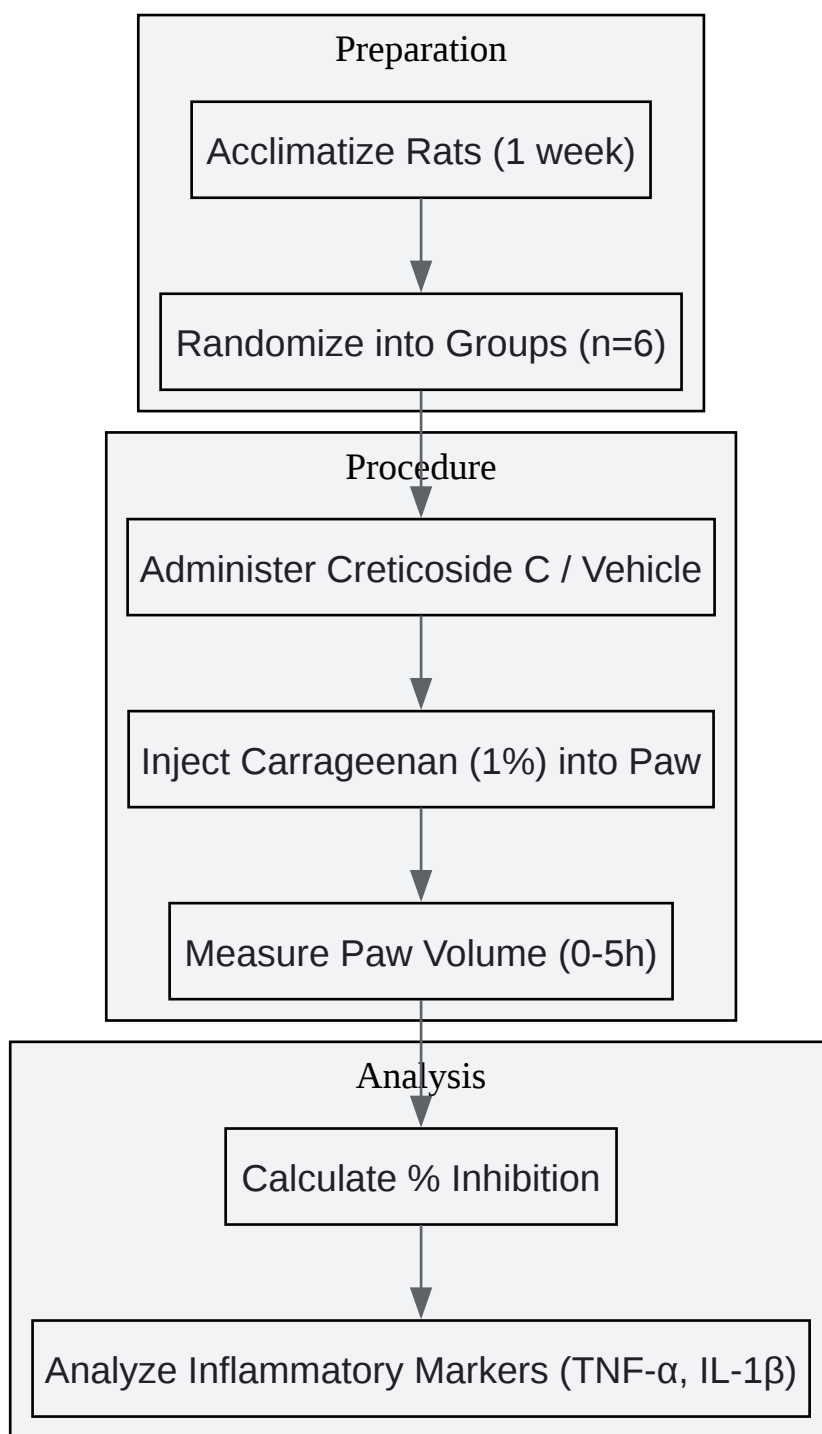 Preparation
Acclimatize Rats (1 week)
Randomize into Groups (n=6)
Procedure
Administer Creticoside C / Vehicle
Inject Carrageenan (1%) into Paw
Measure Paw Volume (0-5h)
Analysis
Calculate % Inhibition
Analyze Inflammatory Markers (TNF-α, IL-1β)